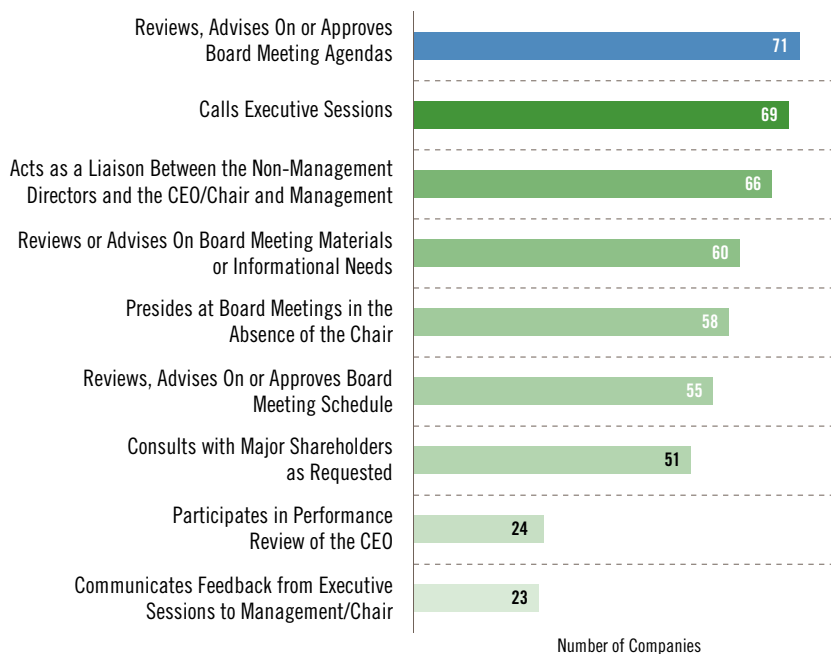 Reviews, Advises On or Approves
Board Meeting Agendas
71
Calls Executive Sessions
69
Acts as a Liaison Between the Non-Management
Directors and the CEO/Chair and Management
66
Reviews or Advises On Board Meeting Materials
or Informational Needs
60
Presides at Board Meetings in the
Absence of the Chair
58
Reviews, Advises On or Approves Board
Meeting Schedule
55
Consults with Major Shareholders
as Requested
51
Participates in Performance
Review of the CEO
24
Communicates Feedback from Executive
Sessions to Management/Chair
23
Number of Companies